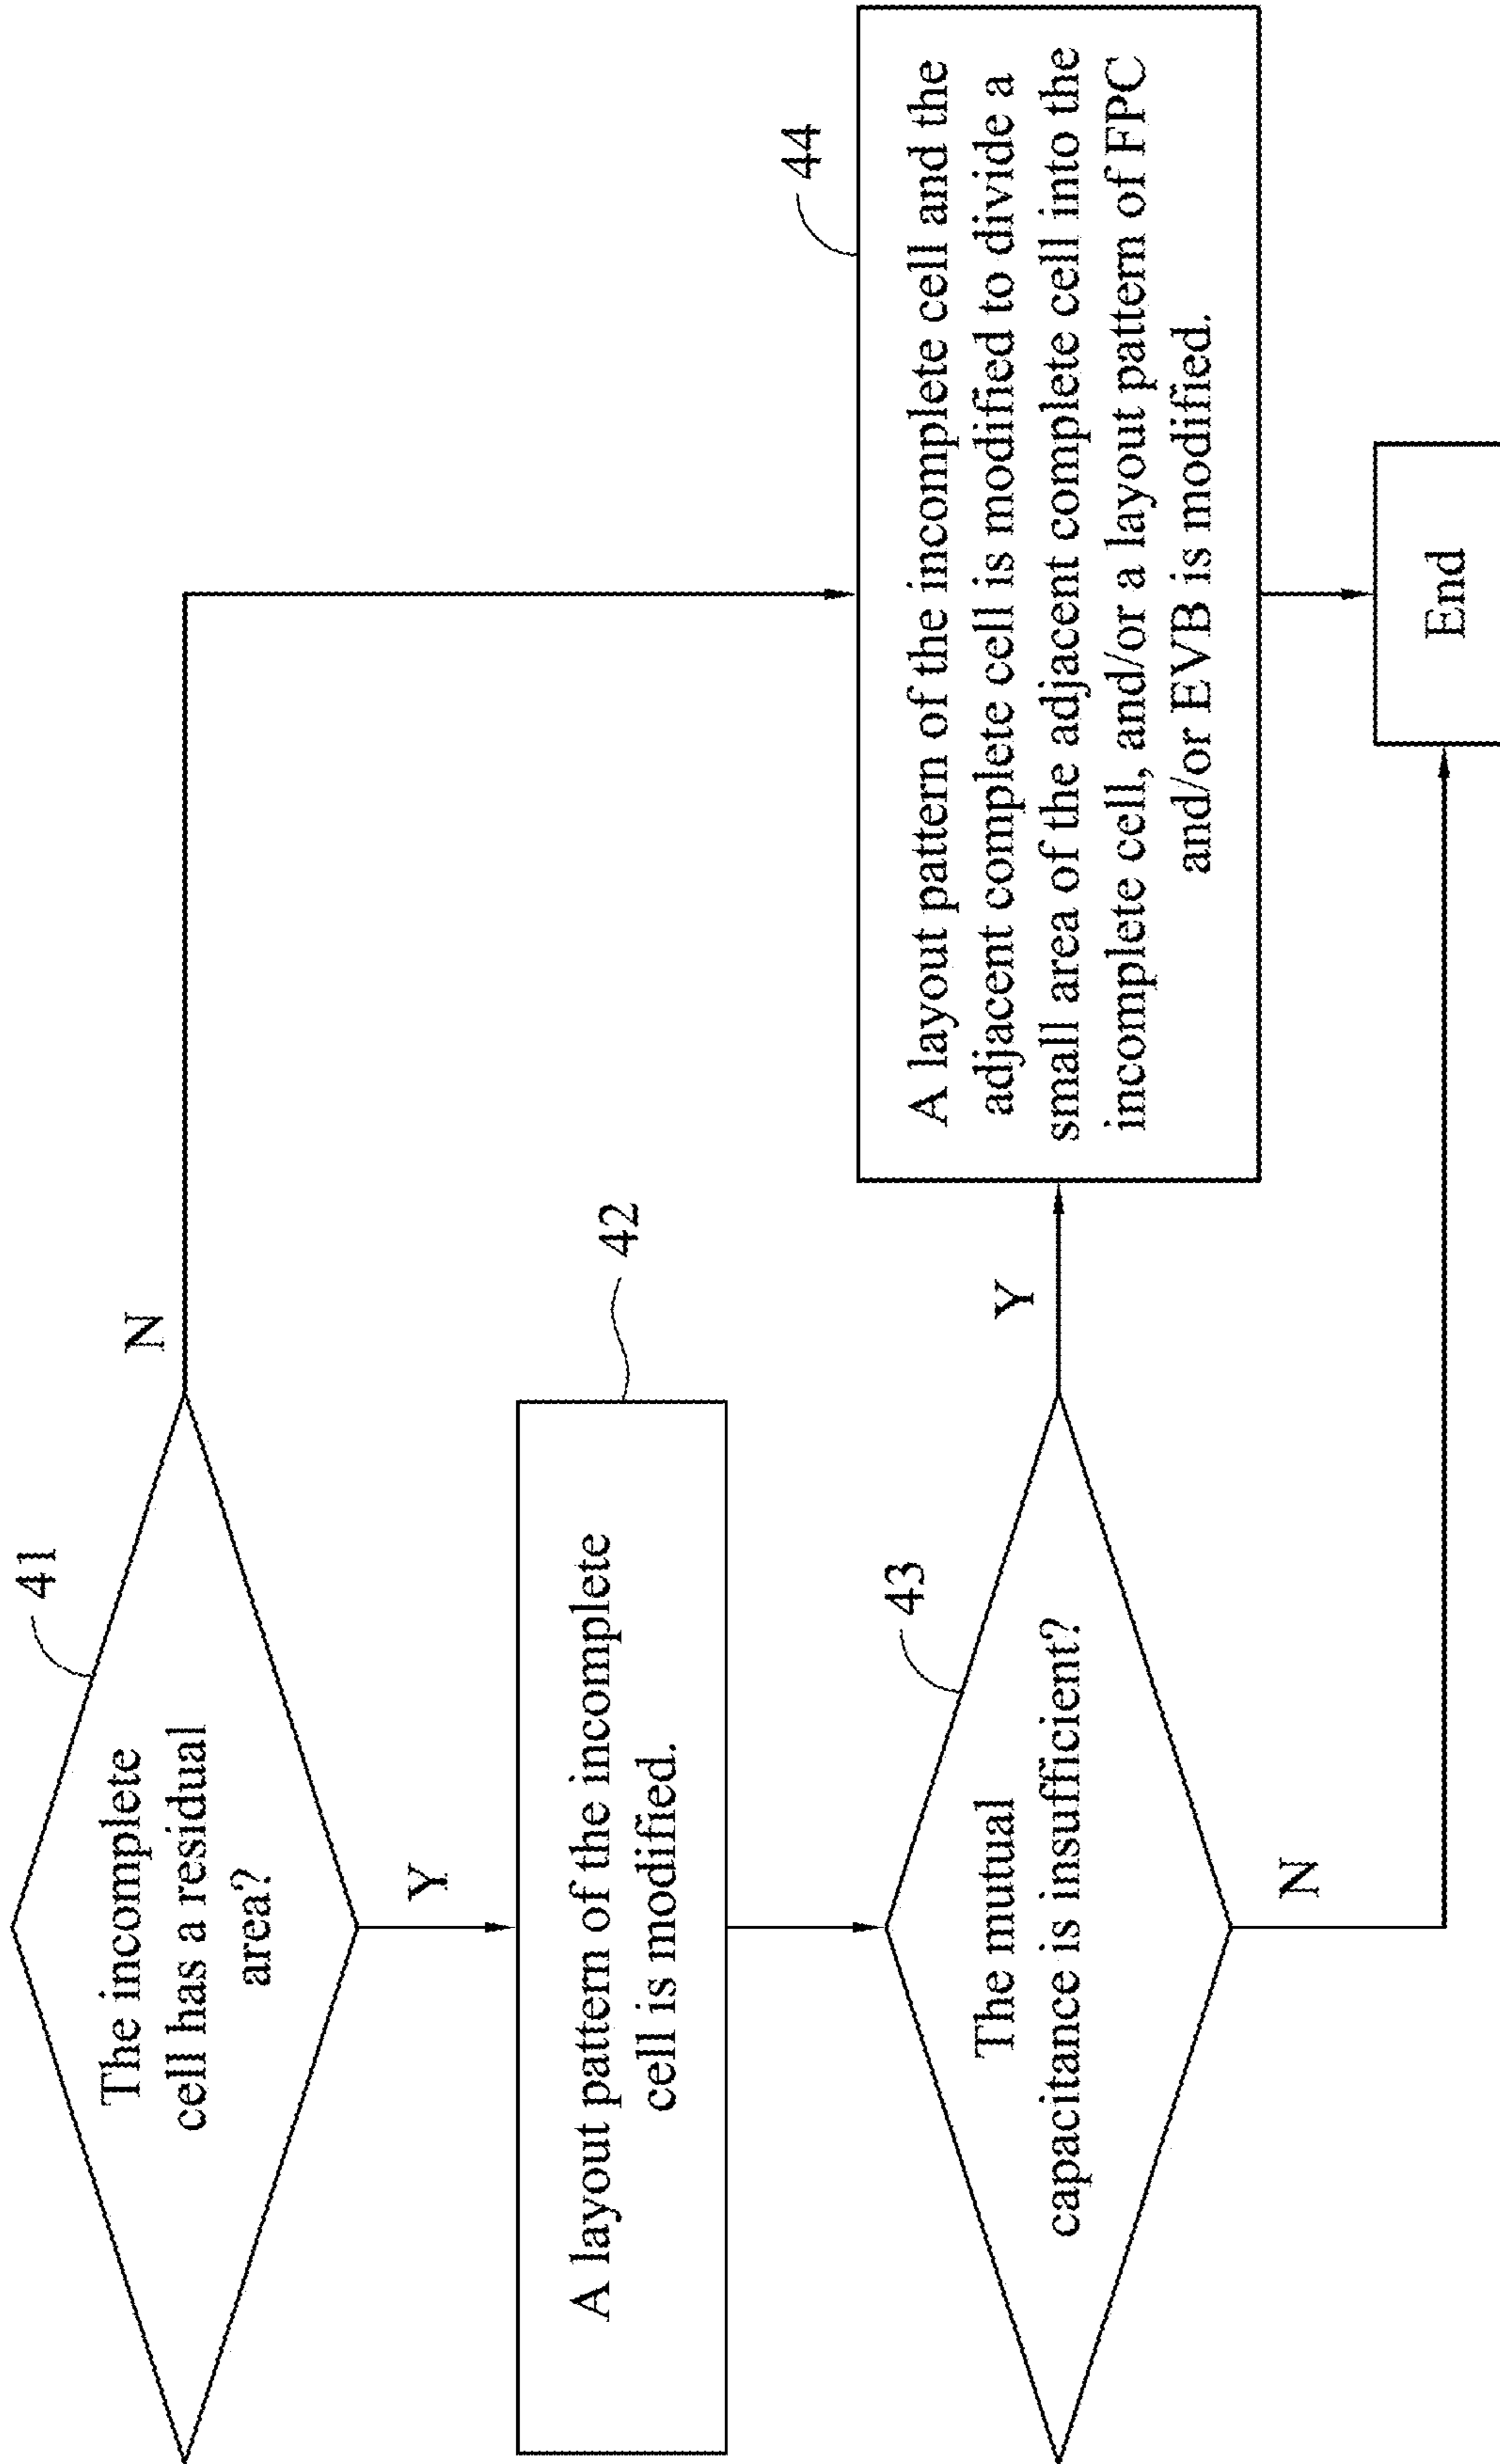 41
The incomplete
cell has a residual
area?
N
Y
42
A layout pattern of the incomplete
cell is modified.
43
The mutual
capacitance is insufficient?
Y
N
44
A layout pattern of the incomplete cell and the
adjacent complete cell is modified to divide a
small area of the adjacent complete cell into the
incomplete cell, and/or a layout pattern of FPC
and/or EVB is modified.
End